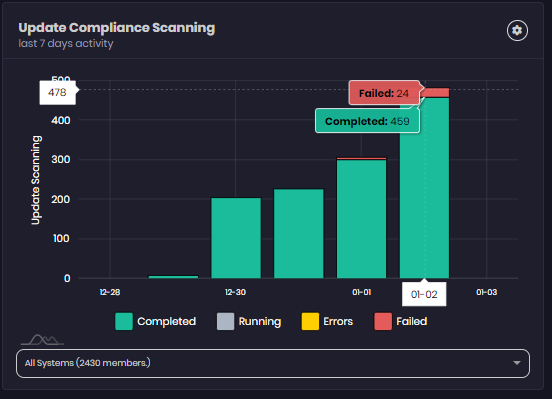 Update Compliance Scanning
last 7 days activity
500
478
Failed: 24
Completed: 459
400
300
200
100
0
Update Scanning
12-28
12-30
01-01
01-02
01-03
Completed
Running
Errors
Failed
All Systems (2430 members.)